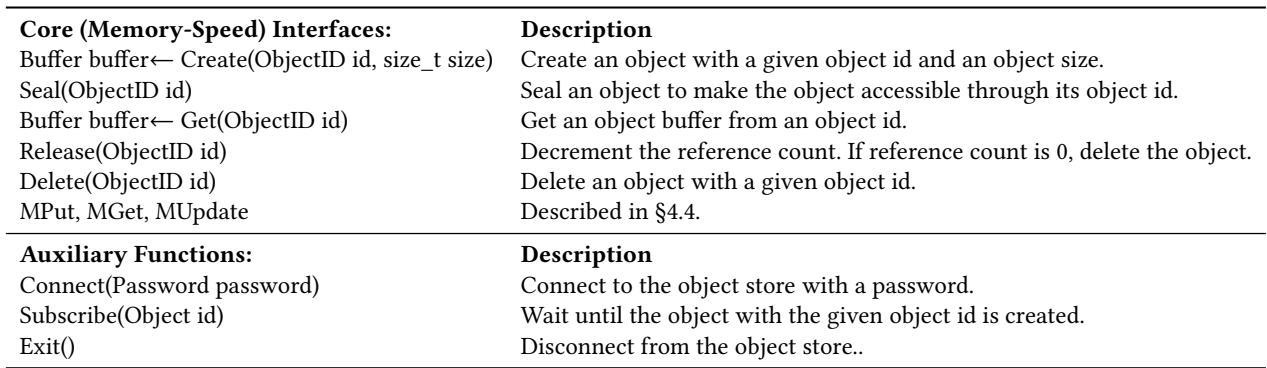 Core (Memory-Speed) Interfaces: Description
Buffer buffer← Create(ObjectID id, size_t size) Create an object with a given object id and an object size.
Seal(ObjectID id) Seal an object to make the object accessible through its object id.
Buffer buffer← Get(ObjectID id) Get an object buffer from an object id.
Release(ObjectID id) Decrement the reference count. If reference count is 0, delete the object.
Delete(ObjectID id) Delete an object with a given object id.
MPut, MGet, MUpdate Described in §4.4.
Auxiliary Functions: Description
Connect(Password password) Connect to the object store with a password.
Subscribe(Object id) Wait until the object with the given object id is created.
Exit() Disconnect from the object store..